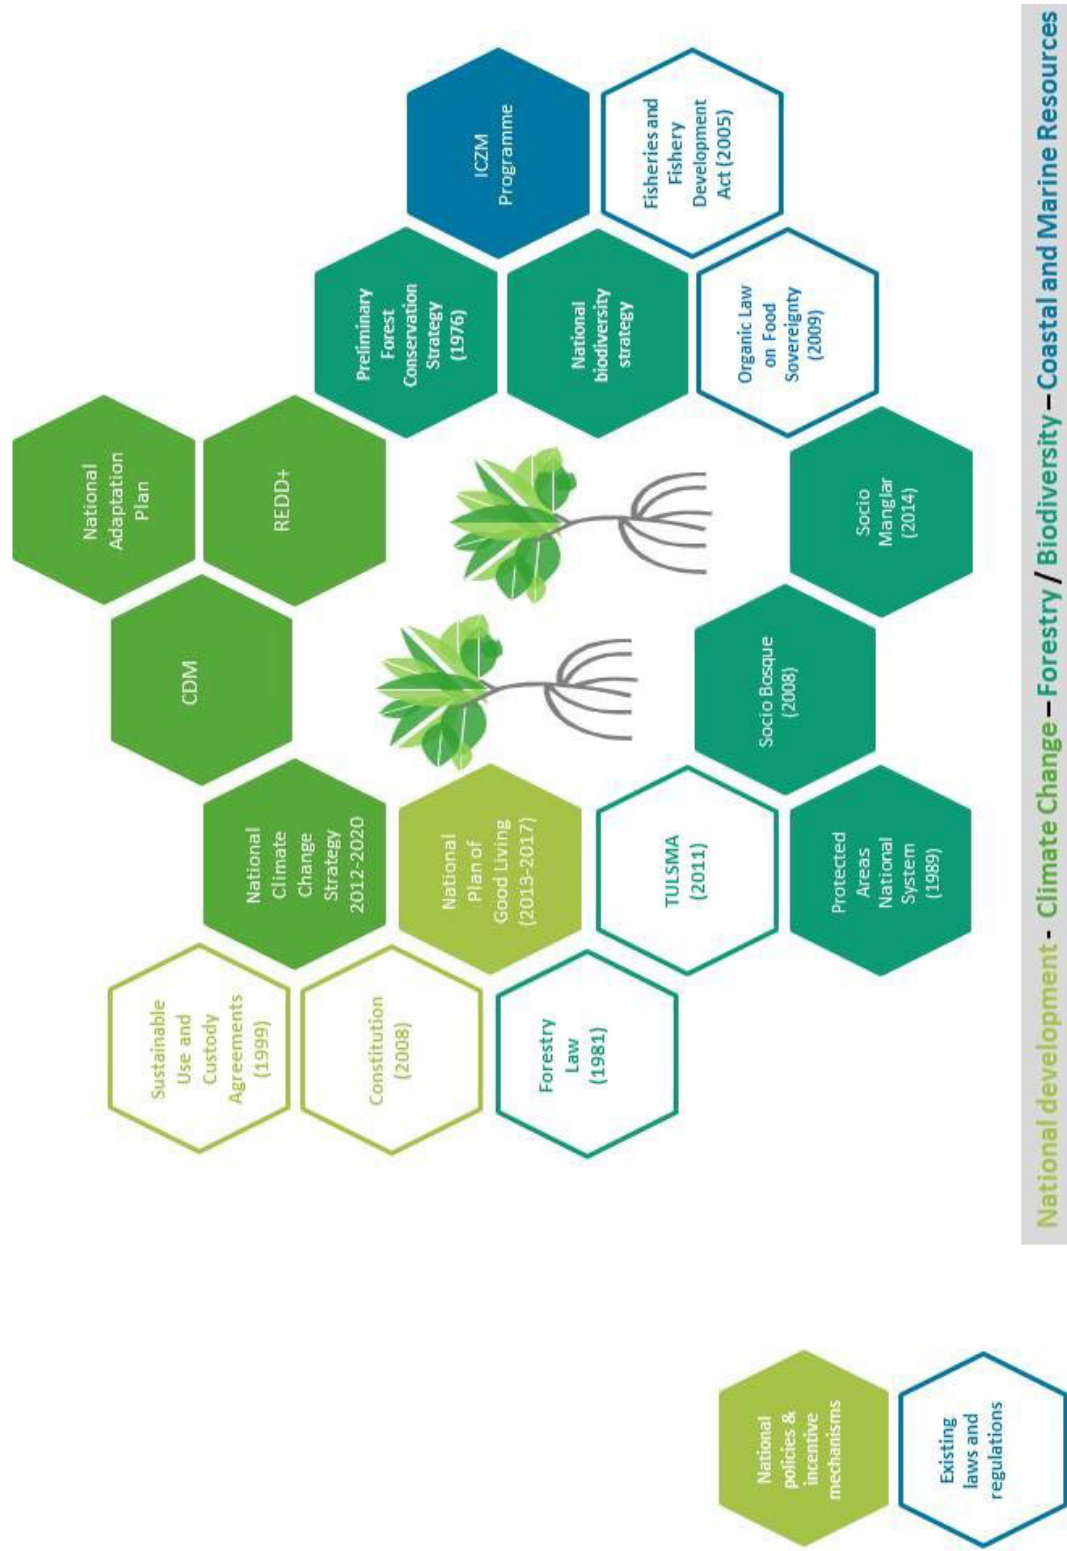 National
Adaptation
Plan
CDM
REDD+
National
Climate
Change
Strategy
2012-2020
Sustainable
Use and
Custody
Agreements
(1999)
Constitution
(2008)
National
Plan of
Good Living
(2013-2017)
Forestry
Law
(1981)
TULSMA
(2011)
Protected
Areas
National
System
(1989)
Socio Bosque
(2008)
Socio
Manglar
(2014)
Preliminary
Forest
Conservation
Strategy
(1976)
National
biodiversity
strategy
Organic Law
on Food
Sovereignty
(2009)
ICZM
Programme
Fisheries and
Fishery
Development
Act (2005)
National
policies &
incentive
mechanisms
Existing
laws and
regulations
National development - Climate Change – Forestry / Biodiversity – Coastal and Marine Resources